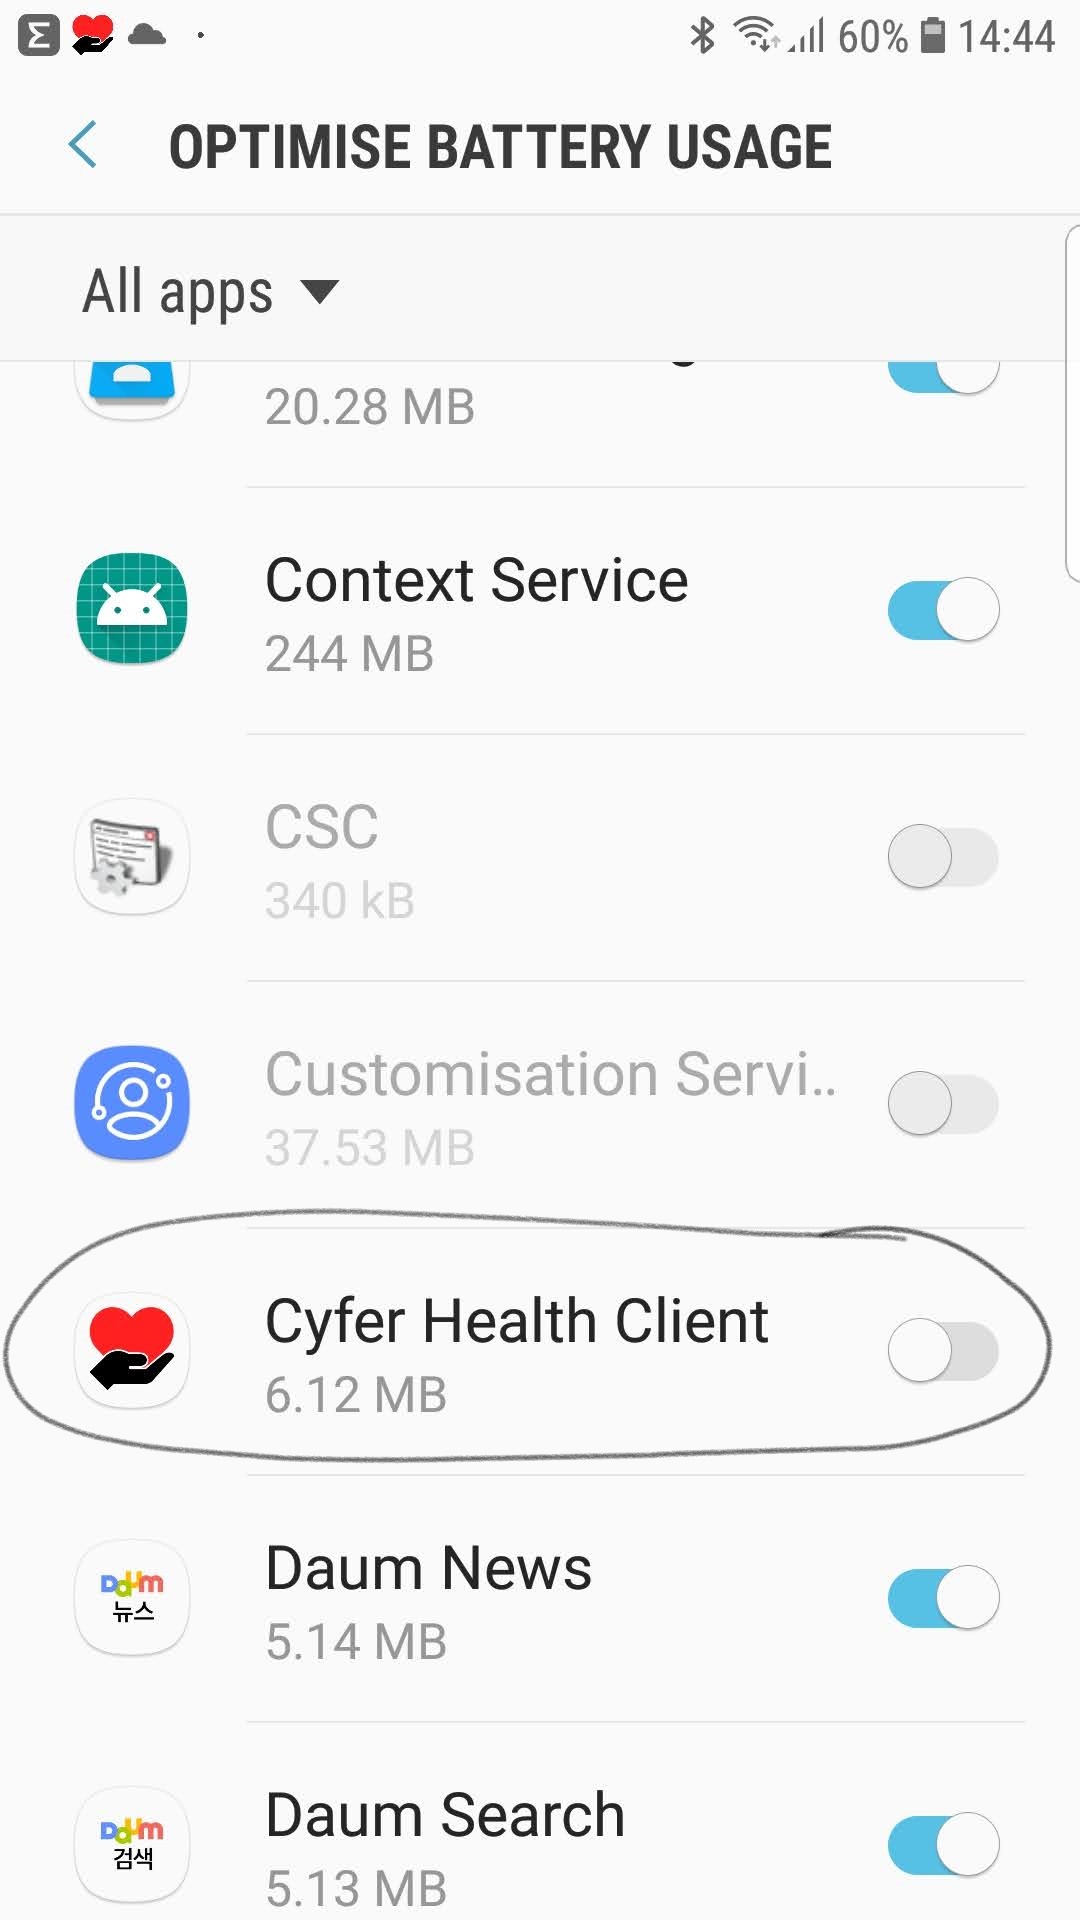 Σ 60% 14:44
OPTIMISE BATTERY USAGE
All apps
20.28 MB
Context Service
244 MB
CSC
340 kB
Customisation Servi..
37.53 MB
Cyfer Health Client
6.12 MB
Daum
뉴스
Daum News
5.14 MB
Daum
검색
Daum Search
5.13 MB